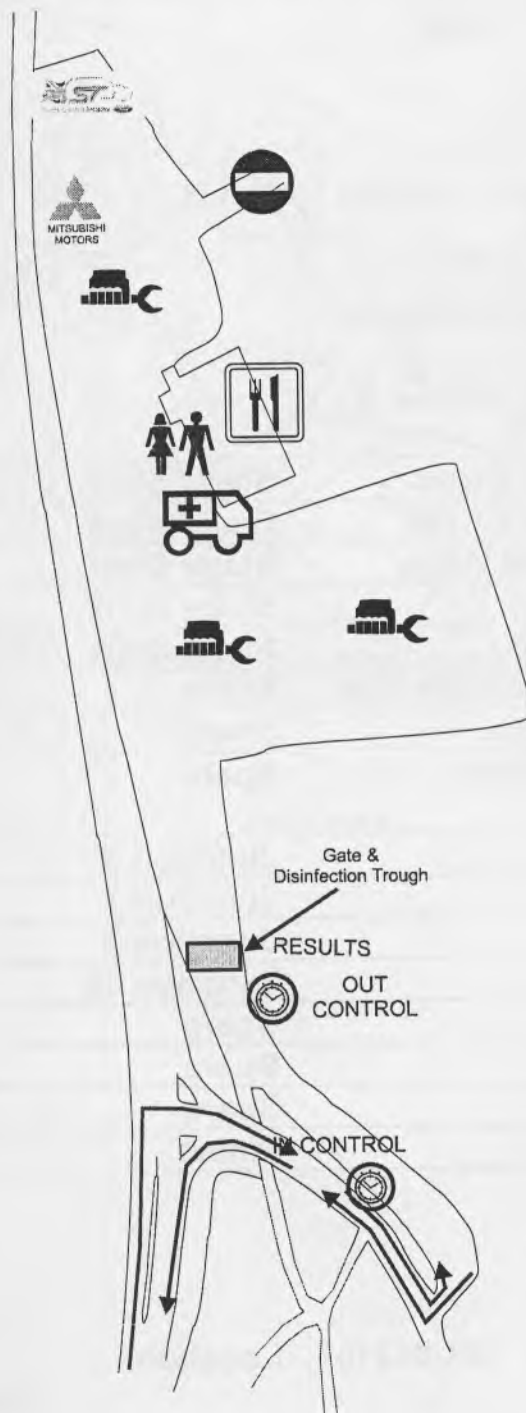 MITSUBISHI
MOTORS
Gate &
Disinfection Trough
RESULTS
OUT
CONTROL
IN CONTROL